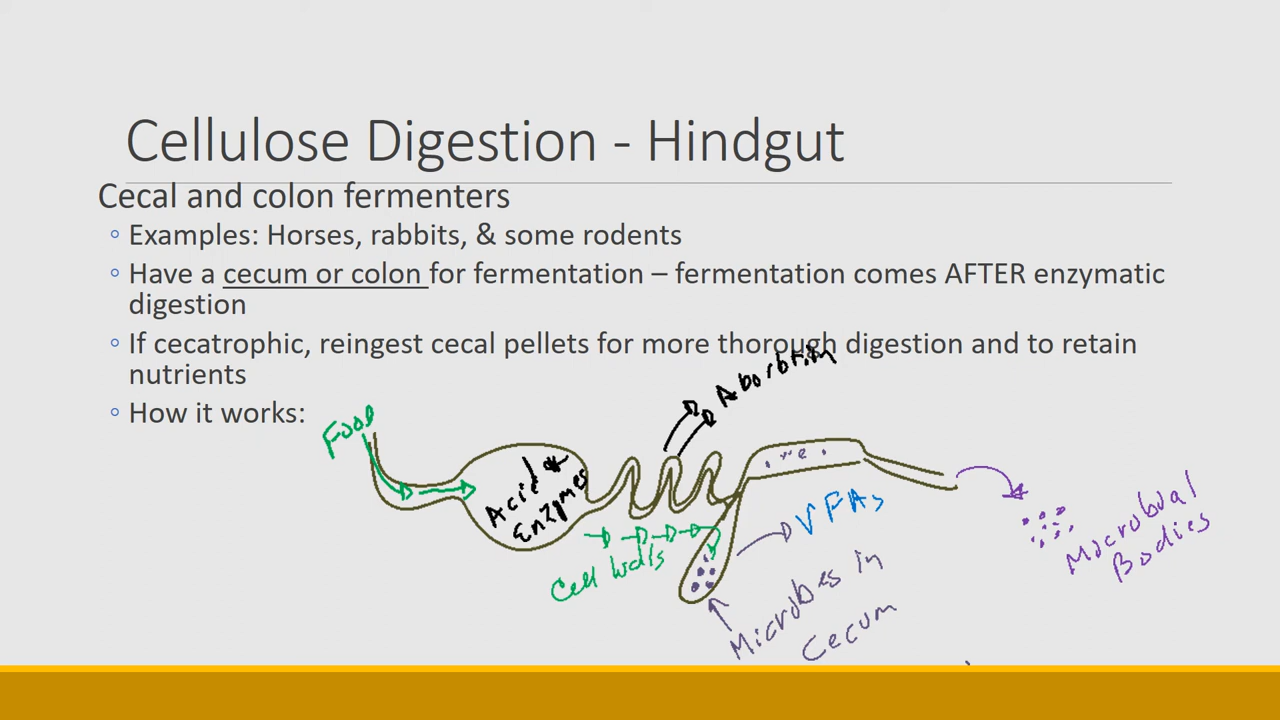 Cellulose Digestion - Hindgut
Cecal and colon fermenters
◦ Examples: Horses, rabbits, & some rodents
◦ Have a cecum or colon for fermentation – fermentation comes AFTER enzymatic
digestion
◦ If cecatrophic, reingest cecal pellets for more thorough digestion and to retain
nutrients
◦ How it works:
Food
Acid &
Enzymes
Aborbtion
Cell walls
VFAs
Microbes in
Cecum
Microbual
Bodies